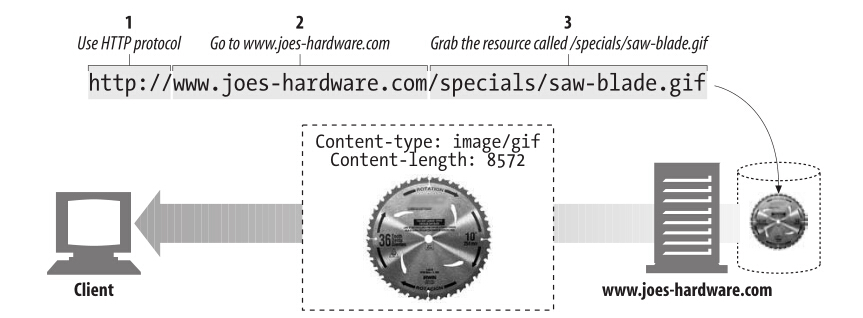 1
Use HTTP protocol
2
Go to www.joes-hardware.com
3
Grab the resource called /specials/saw-blade.gif
http://www.joes-hardware.com/specials/saw-blade.gif
Content-type: image/gif
Content-length: 8572
ROTATION
36 Teeth
10"
ROTATION
Client
www.joes-hardware.com